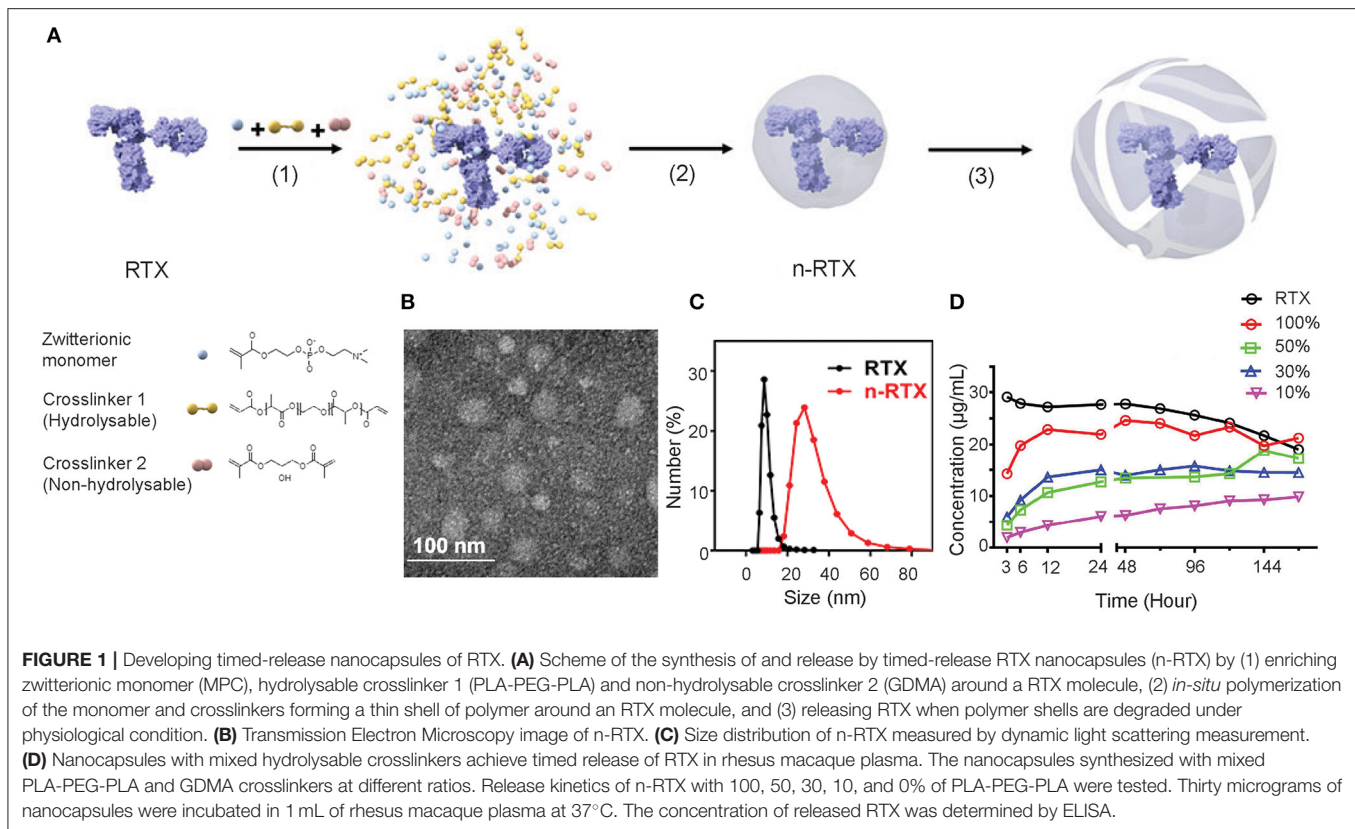 A
+ + 
(1)
(2)
(3)
RTX
n-RTX
Zwitterionic
monomer
O
O
O
O-
P
O
O
N+
Crosslinker 1
(Hydrolysable)
O
O
O
O
O
O
O
Crosslinker 2
(Non-hydrolysable)
O
O
OH
O
O
B
100 nm
C
Number (%)
30
20
10
0
0 20 40 60 80
Size (nm)
RTX
n-RTX
D
RTX
100%
50%
30%
10%
Concentration (µg/mL)
30
20
10
0
3 6 12 24 48 96 144
Time (Hour)
FIGURE 1 | Developing timed-release nanocapsules of RTX. (A) Scheme of the synthesis of and release by timed-release RTX nanocapsules (n-RTX) by (1) enriching
zwitterionic monomer (MPC), hydrolysable crosslinker 1 (PLA-PEG-PLA) and non-hydrolysable crosslinker 2 (GDMA) around a RTX molecule, (2) in-situ polymerization
of the monomer and crosslinkers forming a thin shell of polymer around an RTX molecule, and (3) releasing RTX when polymer shells are degraded under
physiological condition. (B) Transmission Electron Microscopy image of n-RTX. (C) Size distribution of n-RTX measured by dynamic light scattering measurement.
(D) Nanocapsules with mixed hydrolysable crosslinkers achieve timed release of RTX in rhesus macaque plasma. The nanocapsules synthesized with mixed
PLA-PEG-PLA and GDMA crosslinkers at different ratios. Release kinetics of n-RTX with 100, 50, 30, 10, and 0% of PLA-PEG-PLA were tested. Thirty micrograms of
nanocapsules were incubated in 1 mL of rhesus macaque plasma at 37°C. The concentration of released RTX was determined by ELISA.